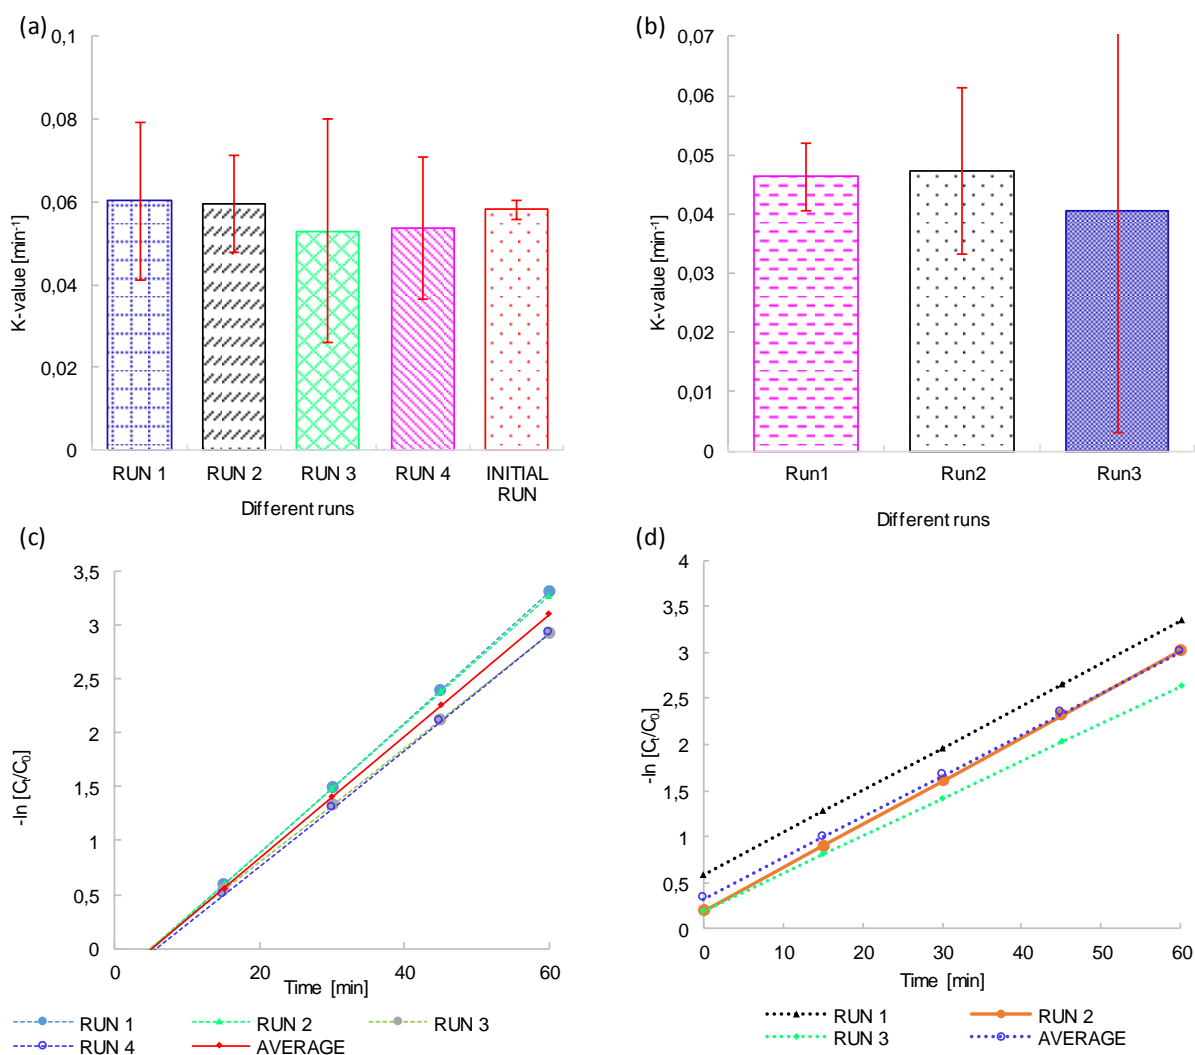 (a)
0,1
0,08
0,06
0,04
0,02
0
K-value [min⁻¹]
RUN 1 RUN 2 RUN 3 RUN 4 INITIAL
RUN
Different runs
(b)
0,07
0,06
0,05
0,04
0,03
0,02
0,01
0
K-value [min⁻¹]
Run1 Run2 Run3
Different runs
(c)
3,5
3
2,5
2
1,5
1
0,5
0
-ln [Cₜ/C₀]
0 20 40 60
Time [min]
RUN 1 RUN 2 RUN 3
RUN 4 AVERAGE
(d)
4
3,5
3
2,5
2
1,5
1
0,5
0
-ln [Cₜ/C₀]
0 10 20 30 40 50 60
Time [min]
RUN 1 RUN 2
RUN 3 AVERAGE